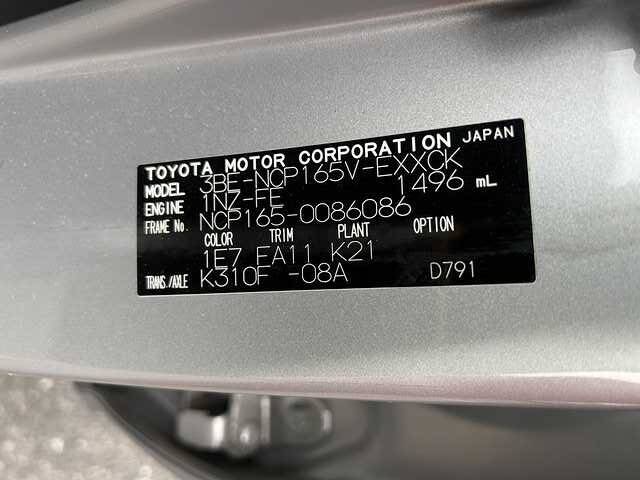 TOYOTA MOTOR CORPORATION JAPAN
MODEL 3BE-NCP165V-EXXCK
ENGINE 1NZ-FE 1496 mL
FRAME No. NCP165-0086086
COLOR TRIM PLANT OPTION
1E7 FA11 K21
TRANS./AXLE K310F -08A D791